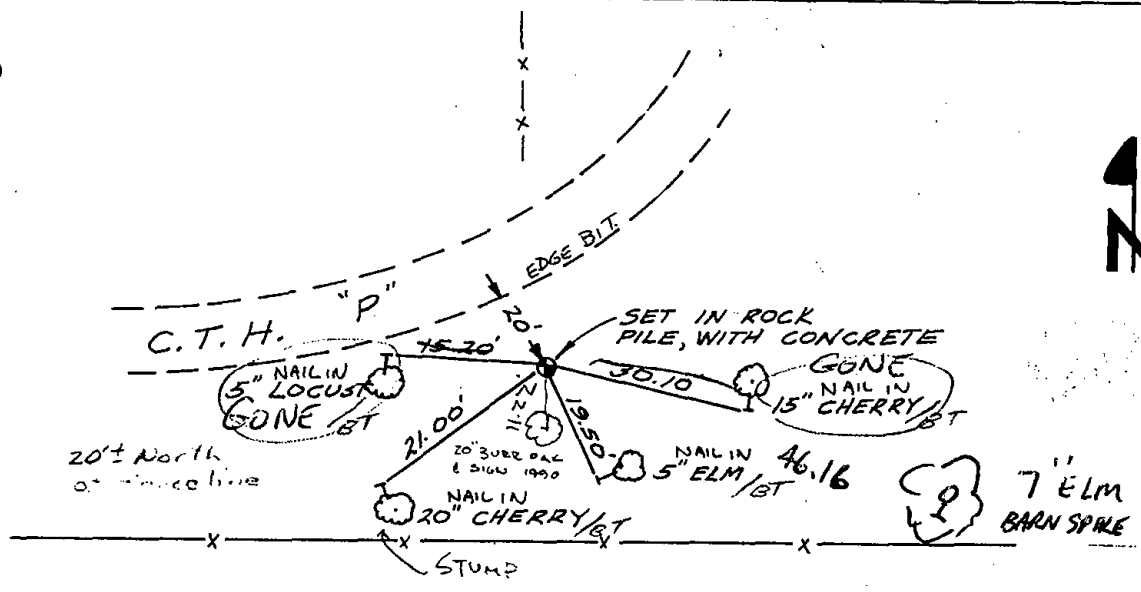 EDGE BIT.
"P"
C. T. H.
20'
SET IN ROCK
PILE, WITH CONCRETE
15.20'
30.10
GONE
NAIL IN
15" CHERRY/BT
NAIL IN
5" LOCUST
GONE /BT
21.00'
19.50
20" BURR OAK
& SIGN 1990
NAIL IN
5" ELM /BT
46.16
7" ELM
BARN SPIKE
20'± North
NAIL IN
20" CHERRY/BT
STUMP
N